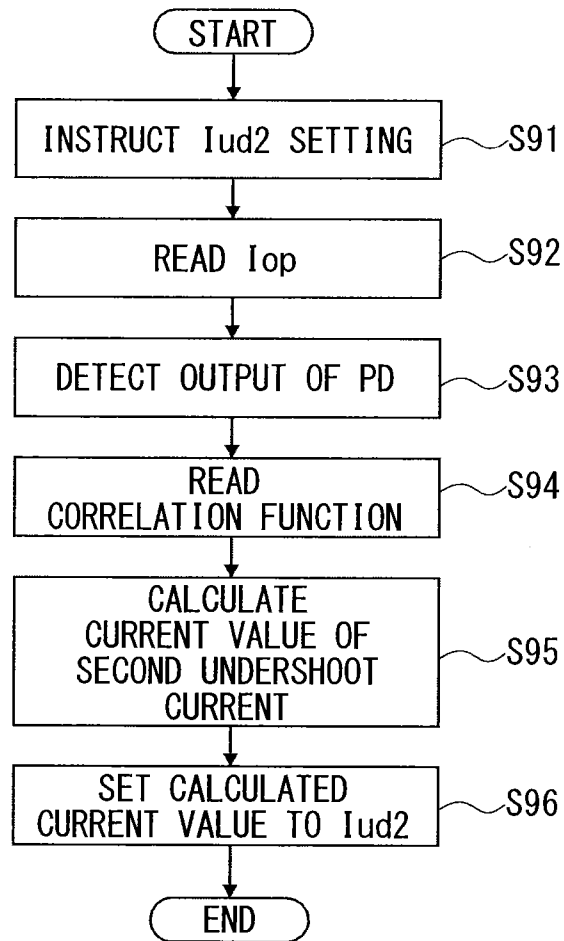 START
INSTRUCT Iud2 SETTING
S91
READ Iop
S92
DETECT OUTPUT OF PD
S93
READ
CORRELATION FUNCTION
S94
CALCULATE
CURRENT VALUE OF
SECOND UNDERSHOOT
CURRENT
S95
SET CALCULATED
CURRENT VALUE TO Iud2
S96
END